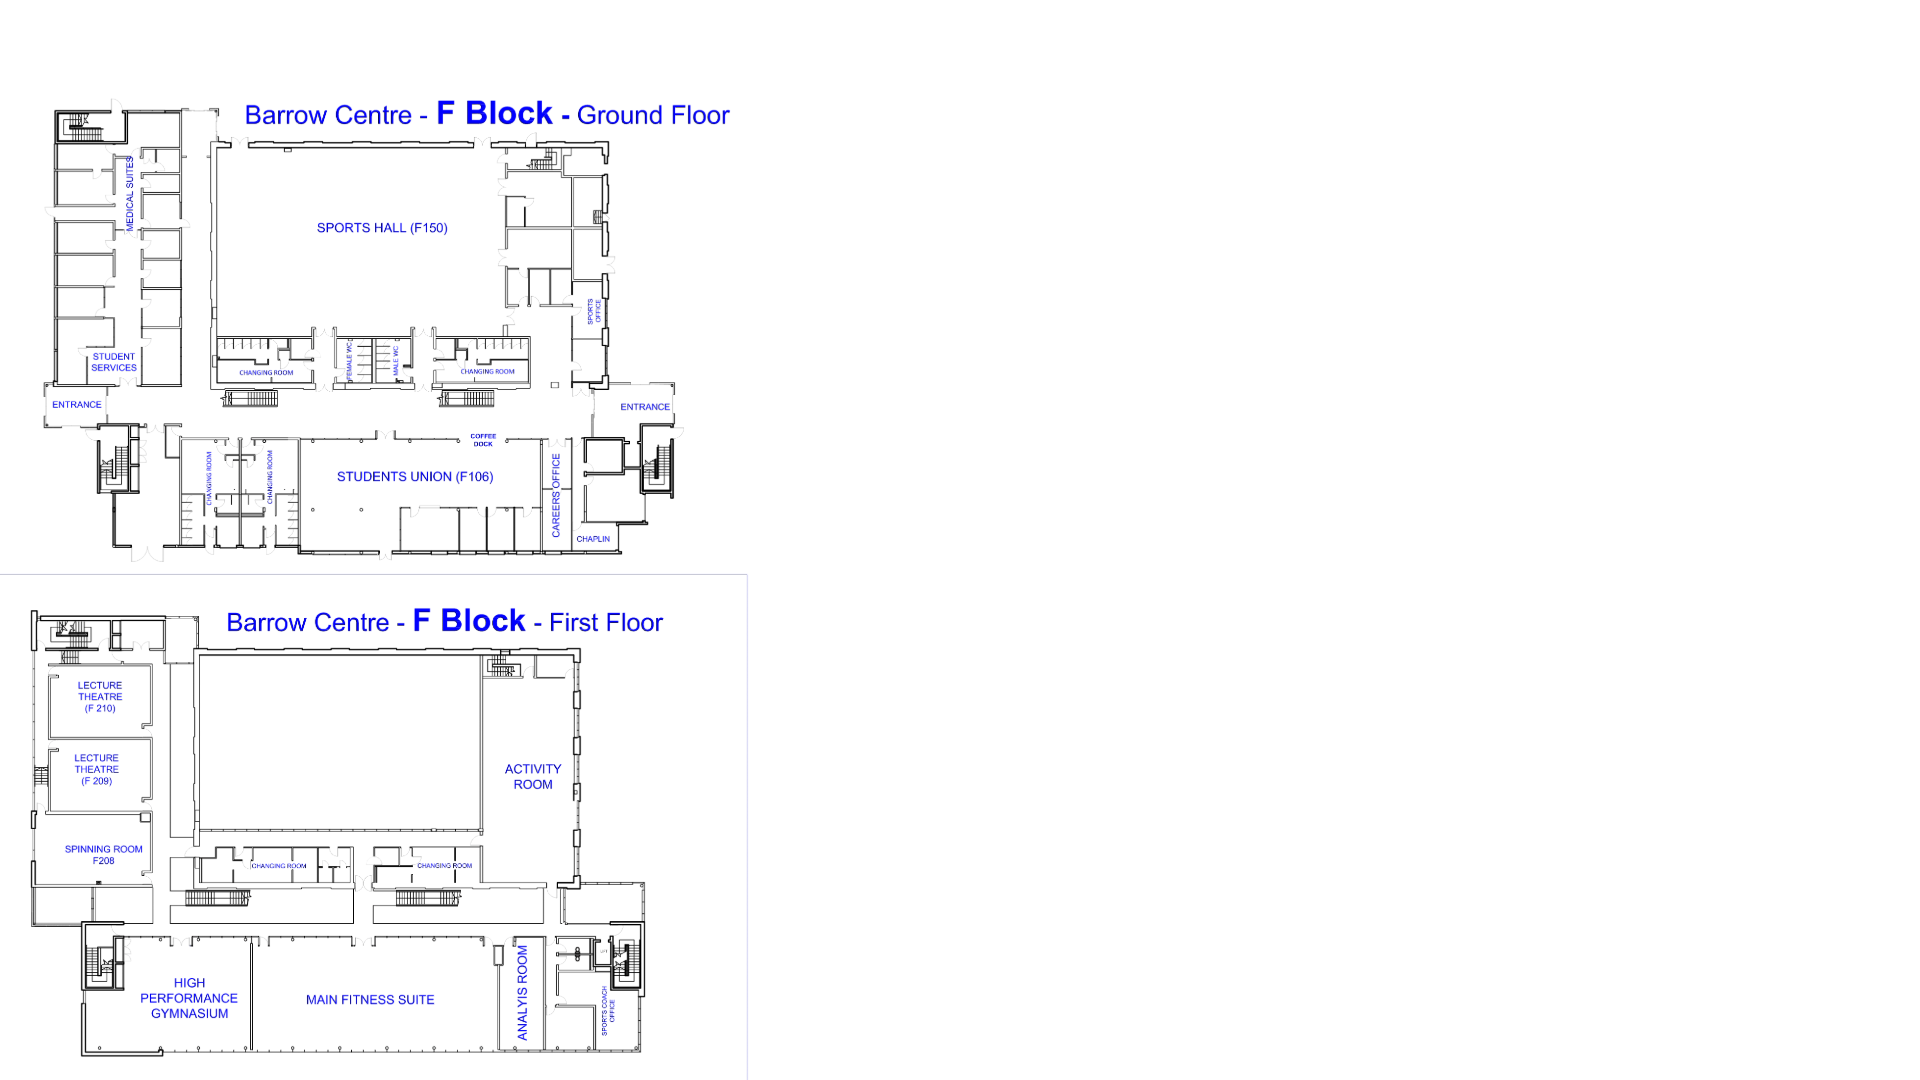 Barrow Centre - F Block - Ground Floor
MEDICAL SUITES
SPORTS HALL (F150)
SPORTS
OFFICE
STUDENT
SERVICES
CHANGING ROOM
FEMALE WC
MALE WC
CHANGING ROOM
ENTRANCE
ENTRANCE
COFFEE
DOCK
CHANGING ROOM
CHANGING ROOM
STUDENTS UNION (F106)
CAREERS OFFICE
CHAPLIN
Barrow Centre - F Block - First Floor
LECTURE
THEATRE
(F 210)
LECTURE
THEATRE
(F 209)
ACTIVITY
ROOM
SPINNING ROOM
F208
CHANGING ROOM
CHANGING ROOM
HIGH
PERFORMANCE
GYMNASIUM
MAIN FITNESS SUITE
ANALYIS ROOM
SPORTS COACH
OFFICE